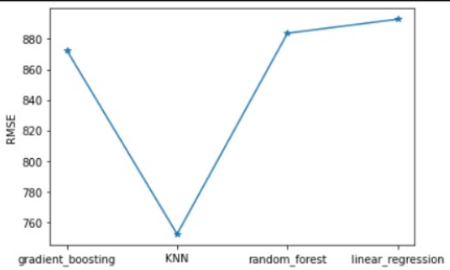 880
860
840
820
800
780
760
RMSE
gradient_boosting
KNN
random_forest
linear_regression